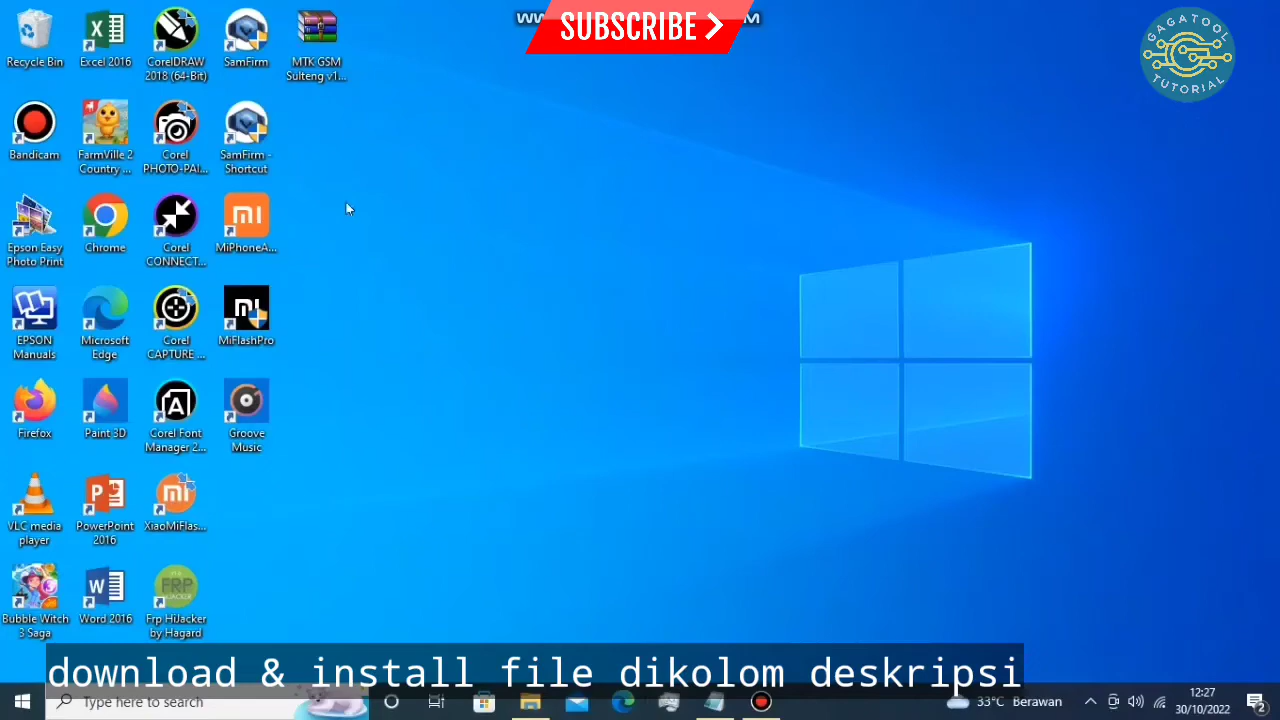 SUBSCRIBE
GAGATOOL
TUTORIAL
Recycle Bin
Excel 2016
CorelDRAW
2018 (64-Bit)
SamFirm
MTK GSM
Sulteng v1...
Bandicam
FarmVille 2
Country ...
Corel
PHOTO-PAI...
SamFirm -
Shortcut
Epson Easy
Photo Print
Chrome
Corel
CONNECT...
MiPhoneA...
EPSON
Manuals
Microsoft
Edge
Corel
CAPTURE ...
MiFlashPro
Firefox
Paint 3D
Corel Font
Manager 2...
Groove
Music
VLC media
player
PowerPoint
2016
XiaoMiFlas...
Bubble Witch
3 Saga
Word 2016
FRP
Frp HiJacker
by Hagard
download & install file dikolom deskripsi
Type here to search
33°C Berawan
12:27
30/10/2022
2